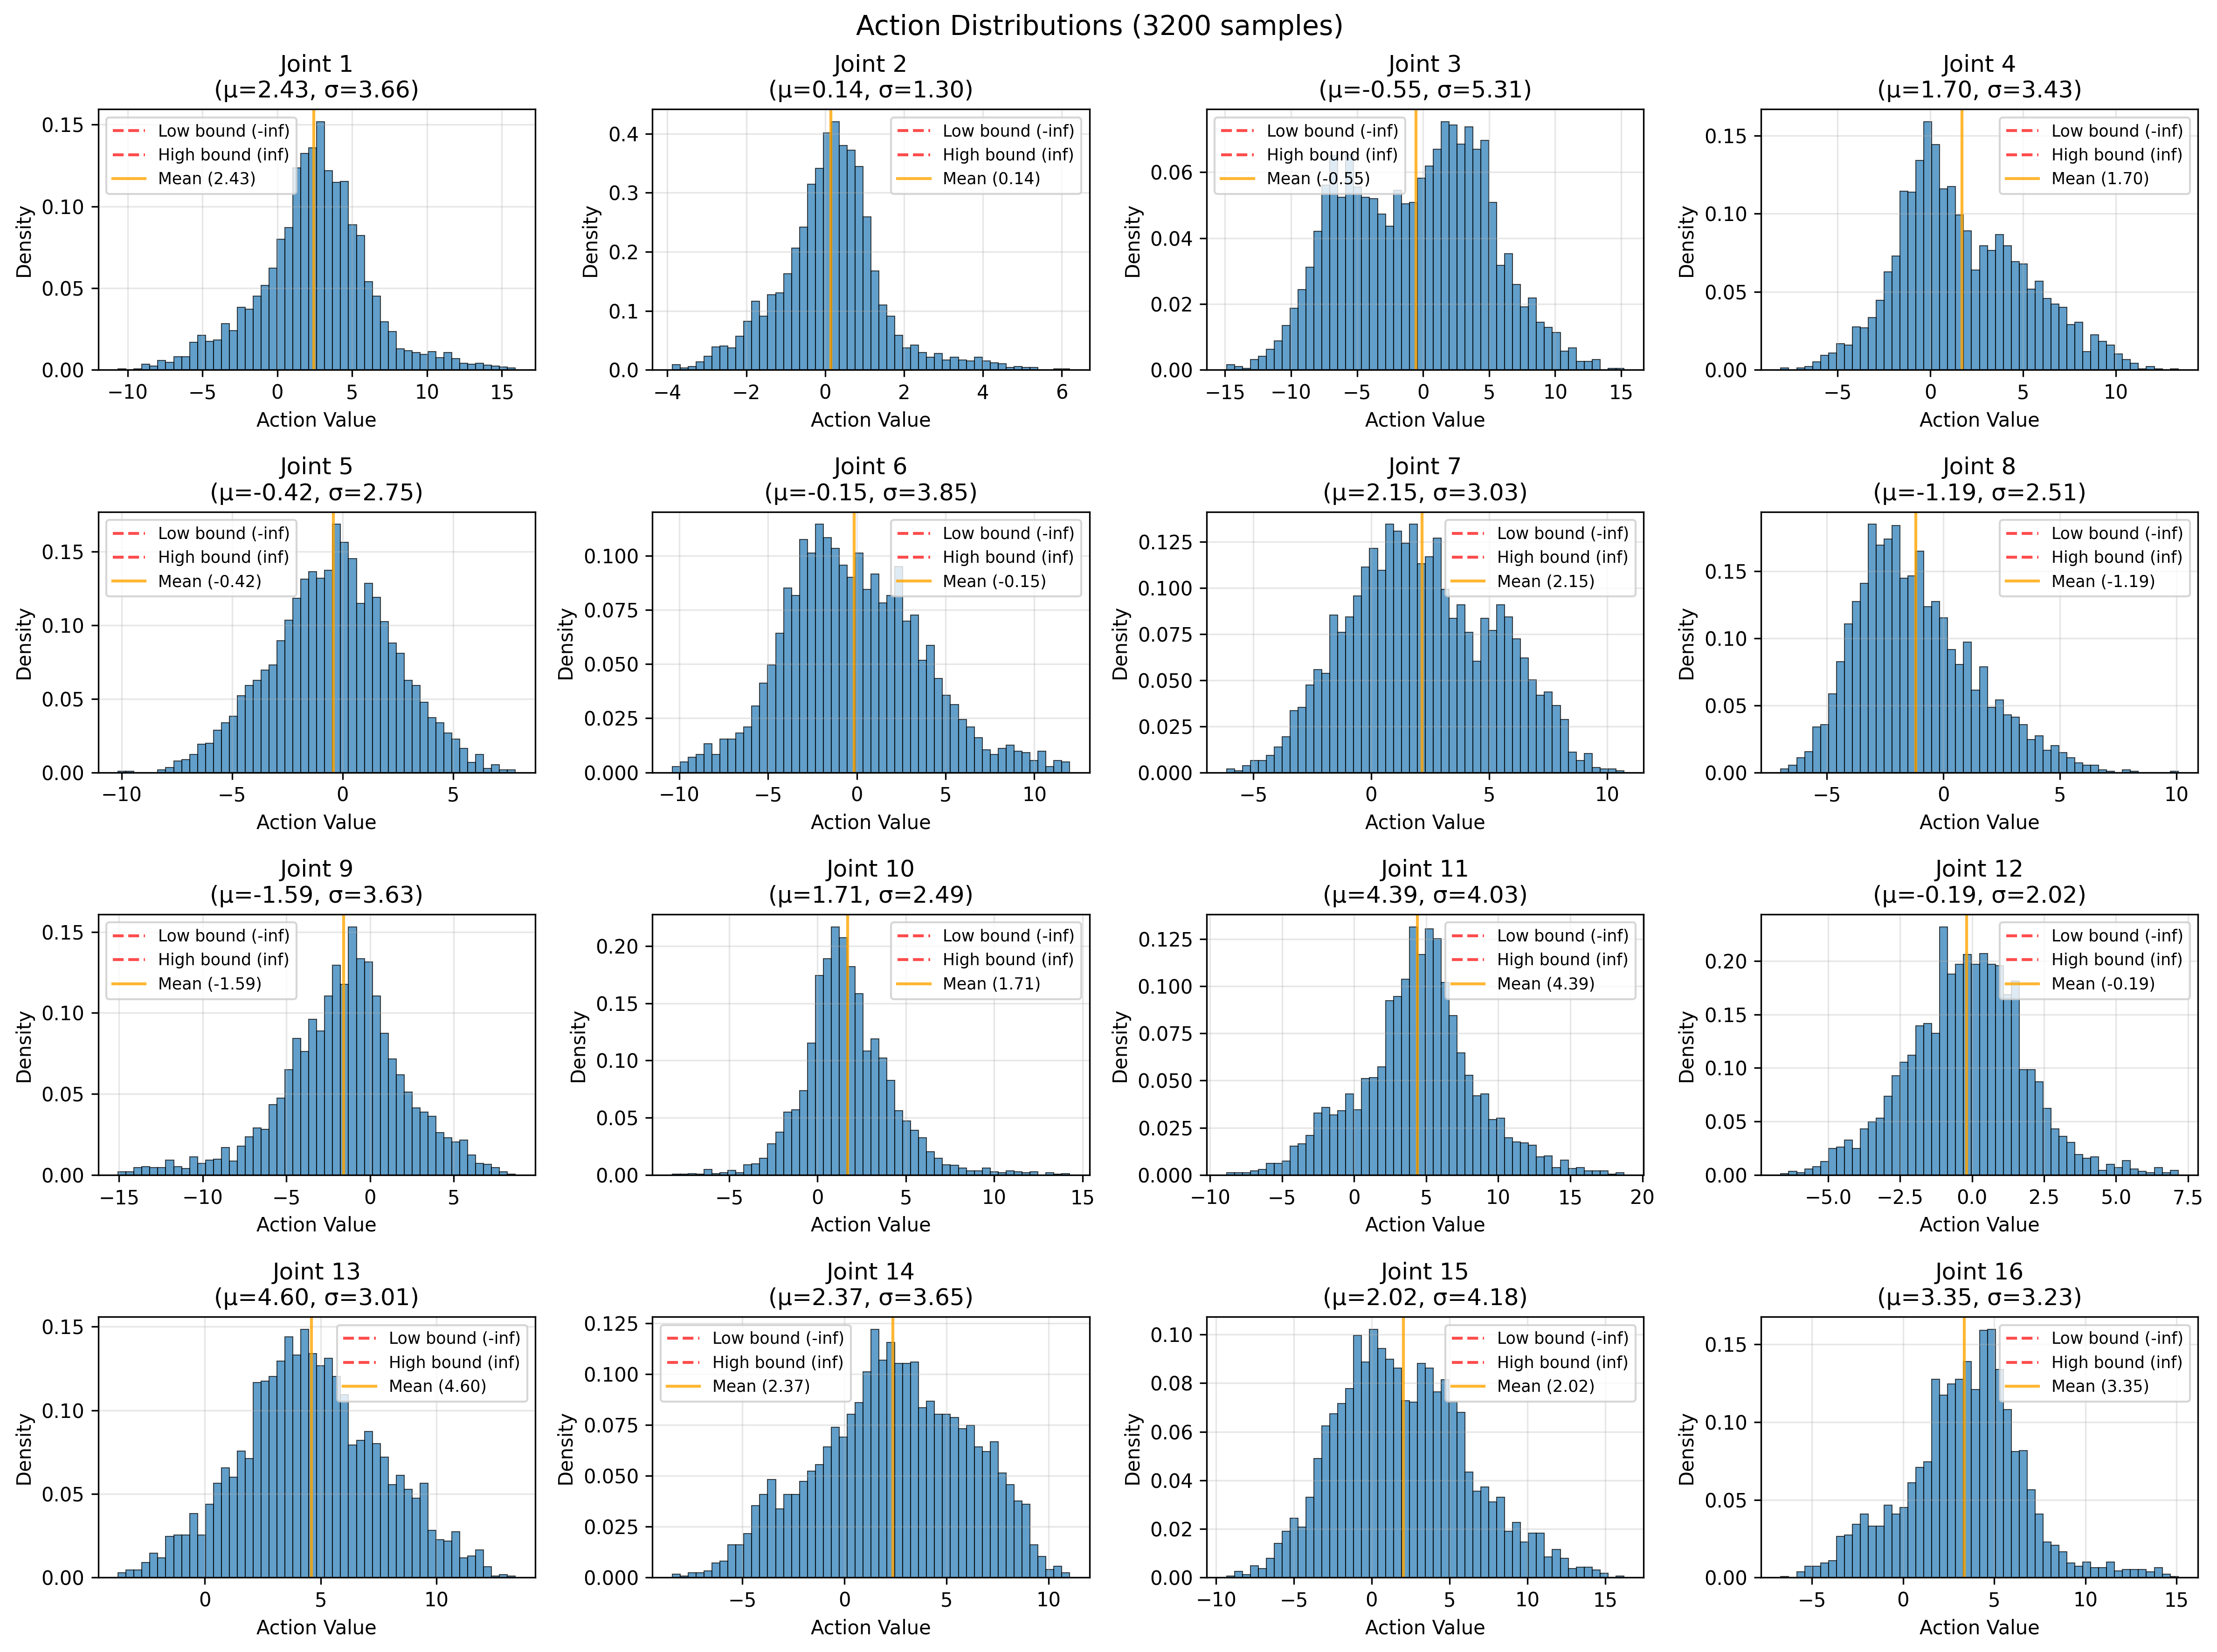 Action Distributions (3200 samples)
Joint 1
(μ=2.43, σ=3.66)
Low bound (-inf)
High bound (inf)
Mean (2.43)
Density
0.15
0.10
0.05
0.00
−10 −5 0 5 10 15
Action Value
Joint 2
(μ=0.14, σ=1.30)
Low bound (-inf)
High bound (inf)
Mean (0.14)
Density
0.4
0.3
0.2
0.1
0.0
−4 −2 0 2 4 6
Action Value
Joint 3
(μ=-0.55, σ=5.31)
Low bound (-inf)
High bound (inf)
Mean (-0.55)
Density
0.06
0.04
0.02
0.00
−15 −10 −5 0 5 10 15
Action Value
Joint 4
(μ=1.70, σ=3.43)
Low bound (-inf)
High bound (inf)
Mean (1.70)
Density
0.15
0.10
0.05
0.00
−5 0 5 10
Action Value
Joint 5
(μ=-0.42, σ=2.75)
Low bound (-inf)
High bound (inf)
Mean (-0.42)
Density
0.15
0.10
0.05
0.00
−10 −5 0 5
Action Value
Joint 6
(μ=-0.15, σ=3.85)
Low bound (-inf)
High bound (inf)
Mean (-0.15)
Density
0.100
0.075
0.050
0.025
0.000
−10 −5 0 5 10
Action Value
Joint 7
(μ=2.15, σ=3.03)
Low bound (-inf)
High bound (inf)
Mean (2.15)
Density
0.125
0.100
0.075
0.050
0.025
0.000
−5 0 5 10
Action Value
Joint 8
(μ=-1.19, σ=2.51)
Low bound (-inf)
High bound (inf)
Mean (-1.19)
Density
0.15
0.10
0.05
0.00
−5 0 5 10
Action Value
Joint 9
(μ=-1.59, σ=3.63)
Low bound (-inf)
High bound (inf)
Mean (-1.59)
Density
0.15
0.10
0.05
0.00
−15 −10 −5 0 5
Action Value
Joint 10
(μ=1.71, σ=2.49)
Low bound (-inf)
High bound (inf)
Mean (1.71)
Density
0.20
0.15
0.10
0.05
0.00
−5 0 5 10 15
Action Value
Joint 11
(μ=4.39, σ=4.03)
Low bound (-inf)
High bound (inf)
Mean (4.39)
Density
0.125
0.100
0.075
0.050
0.025
0.000
−10 −5 0 5 10 15 20
Action Value
Joint 12
(μ=-0.19, σ=2.02)
Low bound (-inf)
High bound (inf)
Mean (-0.19)
Density
0.20
0.15
0.10
0.05
0.00
−5.0 −2.5 0.0 2.5 5.0 7.5
Action Value
Joint 13
(μ=4.60, σ=3.01)
Low bound (-inf)
High bound (inf)
Mean (4.60)
Density
0.15
0.10
0.05
0.00
0 5 10
Action Value
Joint 14
(μ=2.37, σ=3.65)
Low bound (-inf)
High bound (inf)
Mean (2.37)
Density
0.125
0.100
0.075
0.050
0.025
0.000
−5 0 5 10
Action Value
Joint 15
(μ=2.02, σ=4.18)
Low bound (-inf)
High bound (inf)
Mean (2.02)
Density
0.10
0.08
0.06
0.04
0.02
0.00
−10 −5 0 5 10 15
Action Value
Joint 16
(μ=3.35, σ=3.23)
Low bound (-inf)
High bound (inf)
Mean (3.35)
Density
0.15
0.10
0.05
0.00
−5 0 5 10 15
Action Value